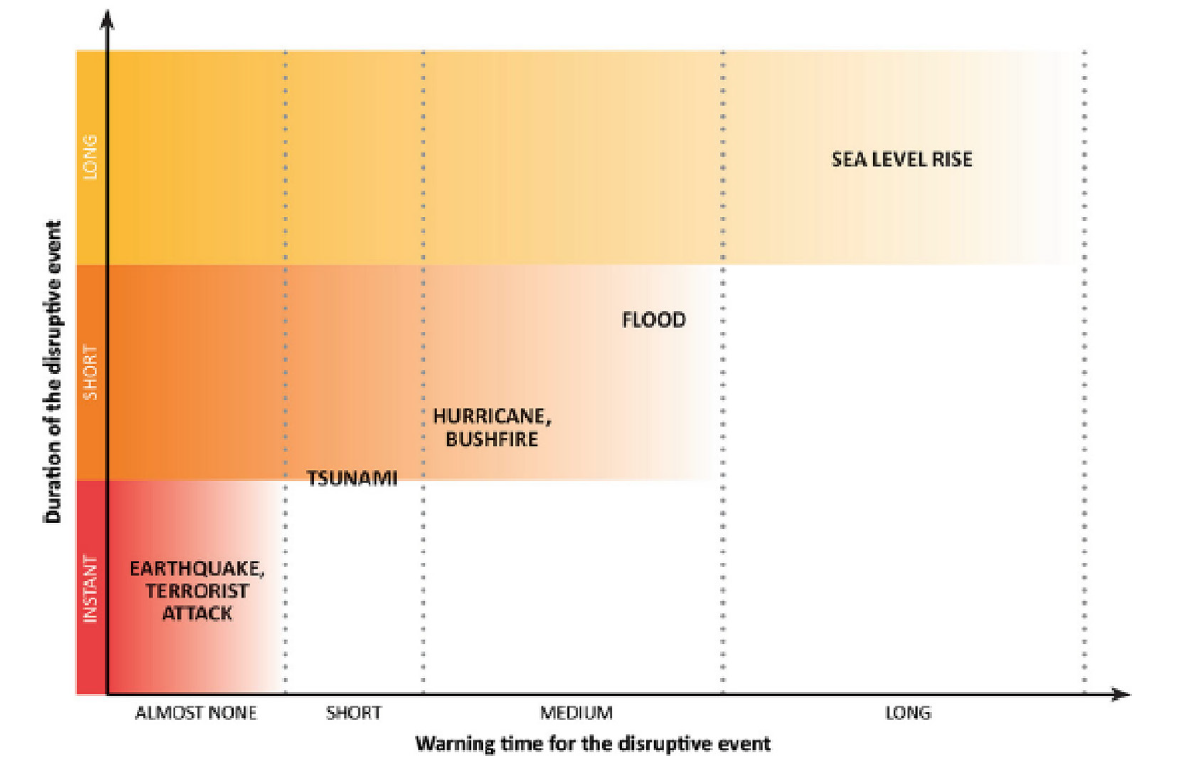 Duration of the disruptive event
LONG
SHORT
INSTANT
SEA LEVEL RISE
FLOOD
HURRICANE,
BUSHFIRE
TSUNAMI
EARTHQUAKE,
TERRORIST
ATTACK
ALMOST NONE
SHORT
MEDIUM
LONG
Warning time for the disruptive event